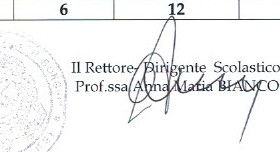 6 12
Il Rettore- Dirigente Scolastico
Prof.ssa Anna Maria BIANCO